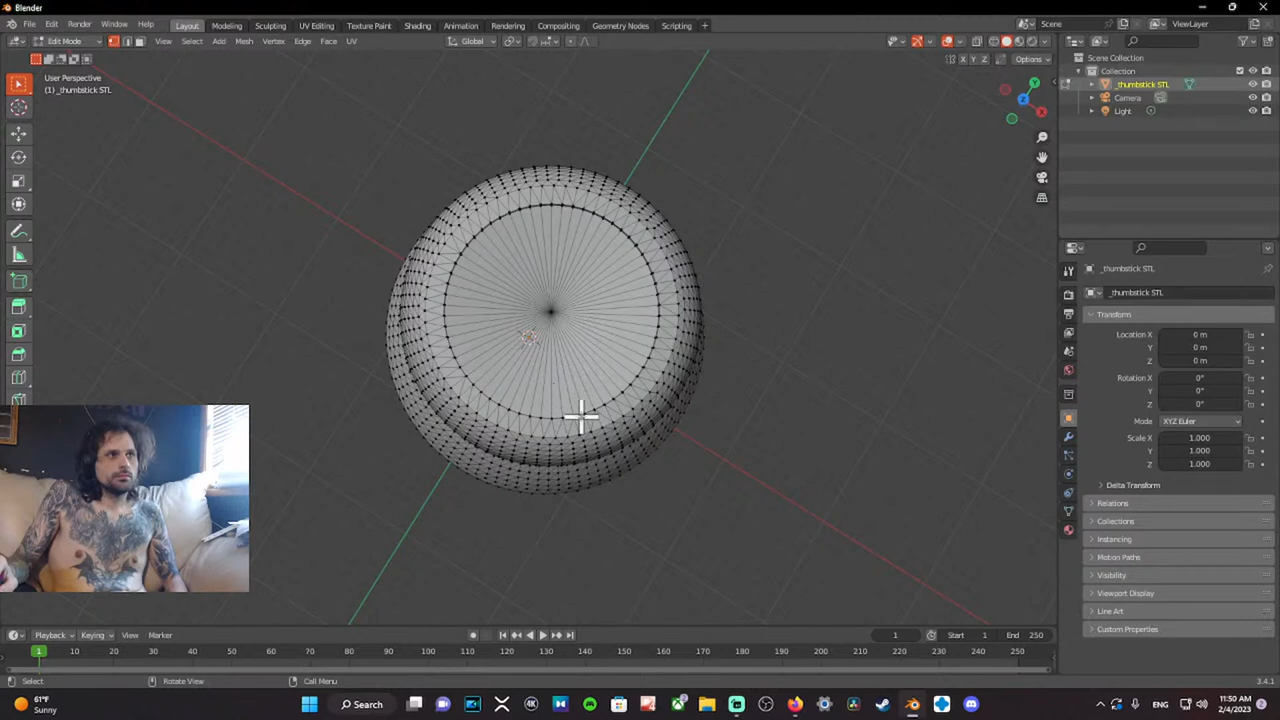 Blender
File Edit Render Window Help
Layout Modeling Sculpting UV Editing Texture Paint Shading Animation Rendering Compositing Geometry Nodes Scripting +
Scene ViewLayer
Edit Mode View Select Add Mesh Vertex Edge Face UV Global
X Y Z Options
User Perspective
(1) _thumbstick STL
Scene Collection
Collection
_thumbstick STL
Camera
Light
Y
Z
X
_thumbstick STL
_thumbstick STL
Transform
Location X 0 m
Y 0 m
Z 0 m
Rotation X 0°
Y 0°
Z 0°
Mode XYZ Euler
Scale X 1.000
Y 1.000
Z 1.000
Delta Transform
Relations
Collections
Instancing
Motion Paths
Visibility
Viewport Display
Line Art
Custom Properties
Playback Keying View Marker 1 Start 1 End 250
1 10 20 30 40 50 60 70 80 90 100 110 120 130 140 150 160 170 180 190 200 210 220 230 240 250
Select Rotate View Call Menu 3.4.1
61°F
Sunny
Search
4K
ENG
11:50 AM
2/4/2023